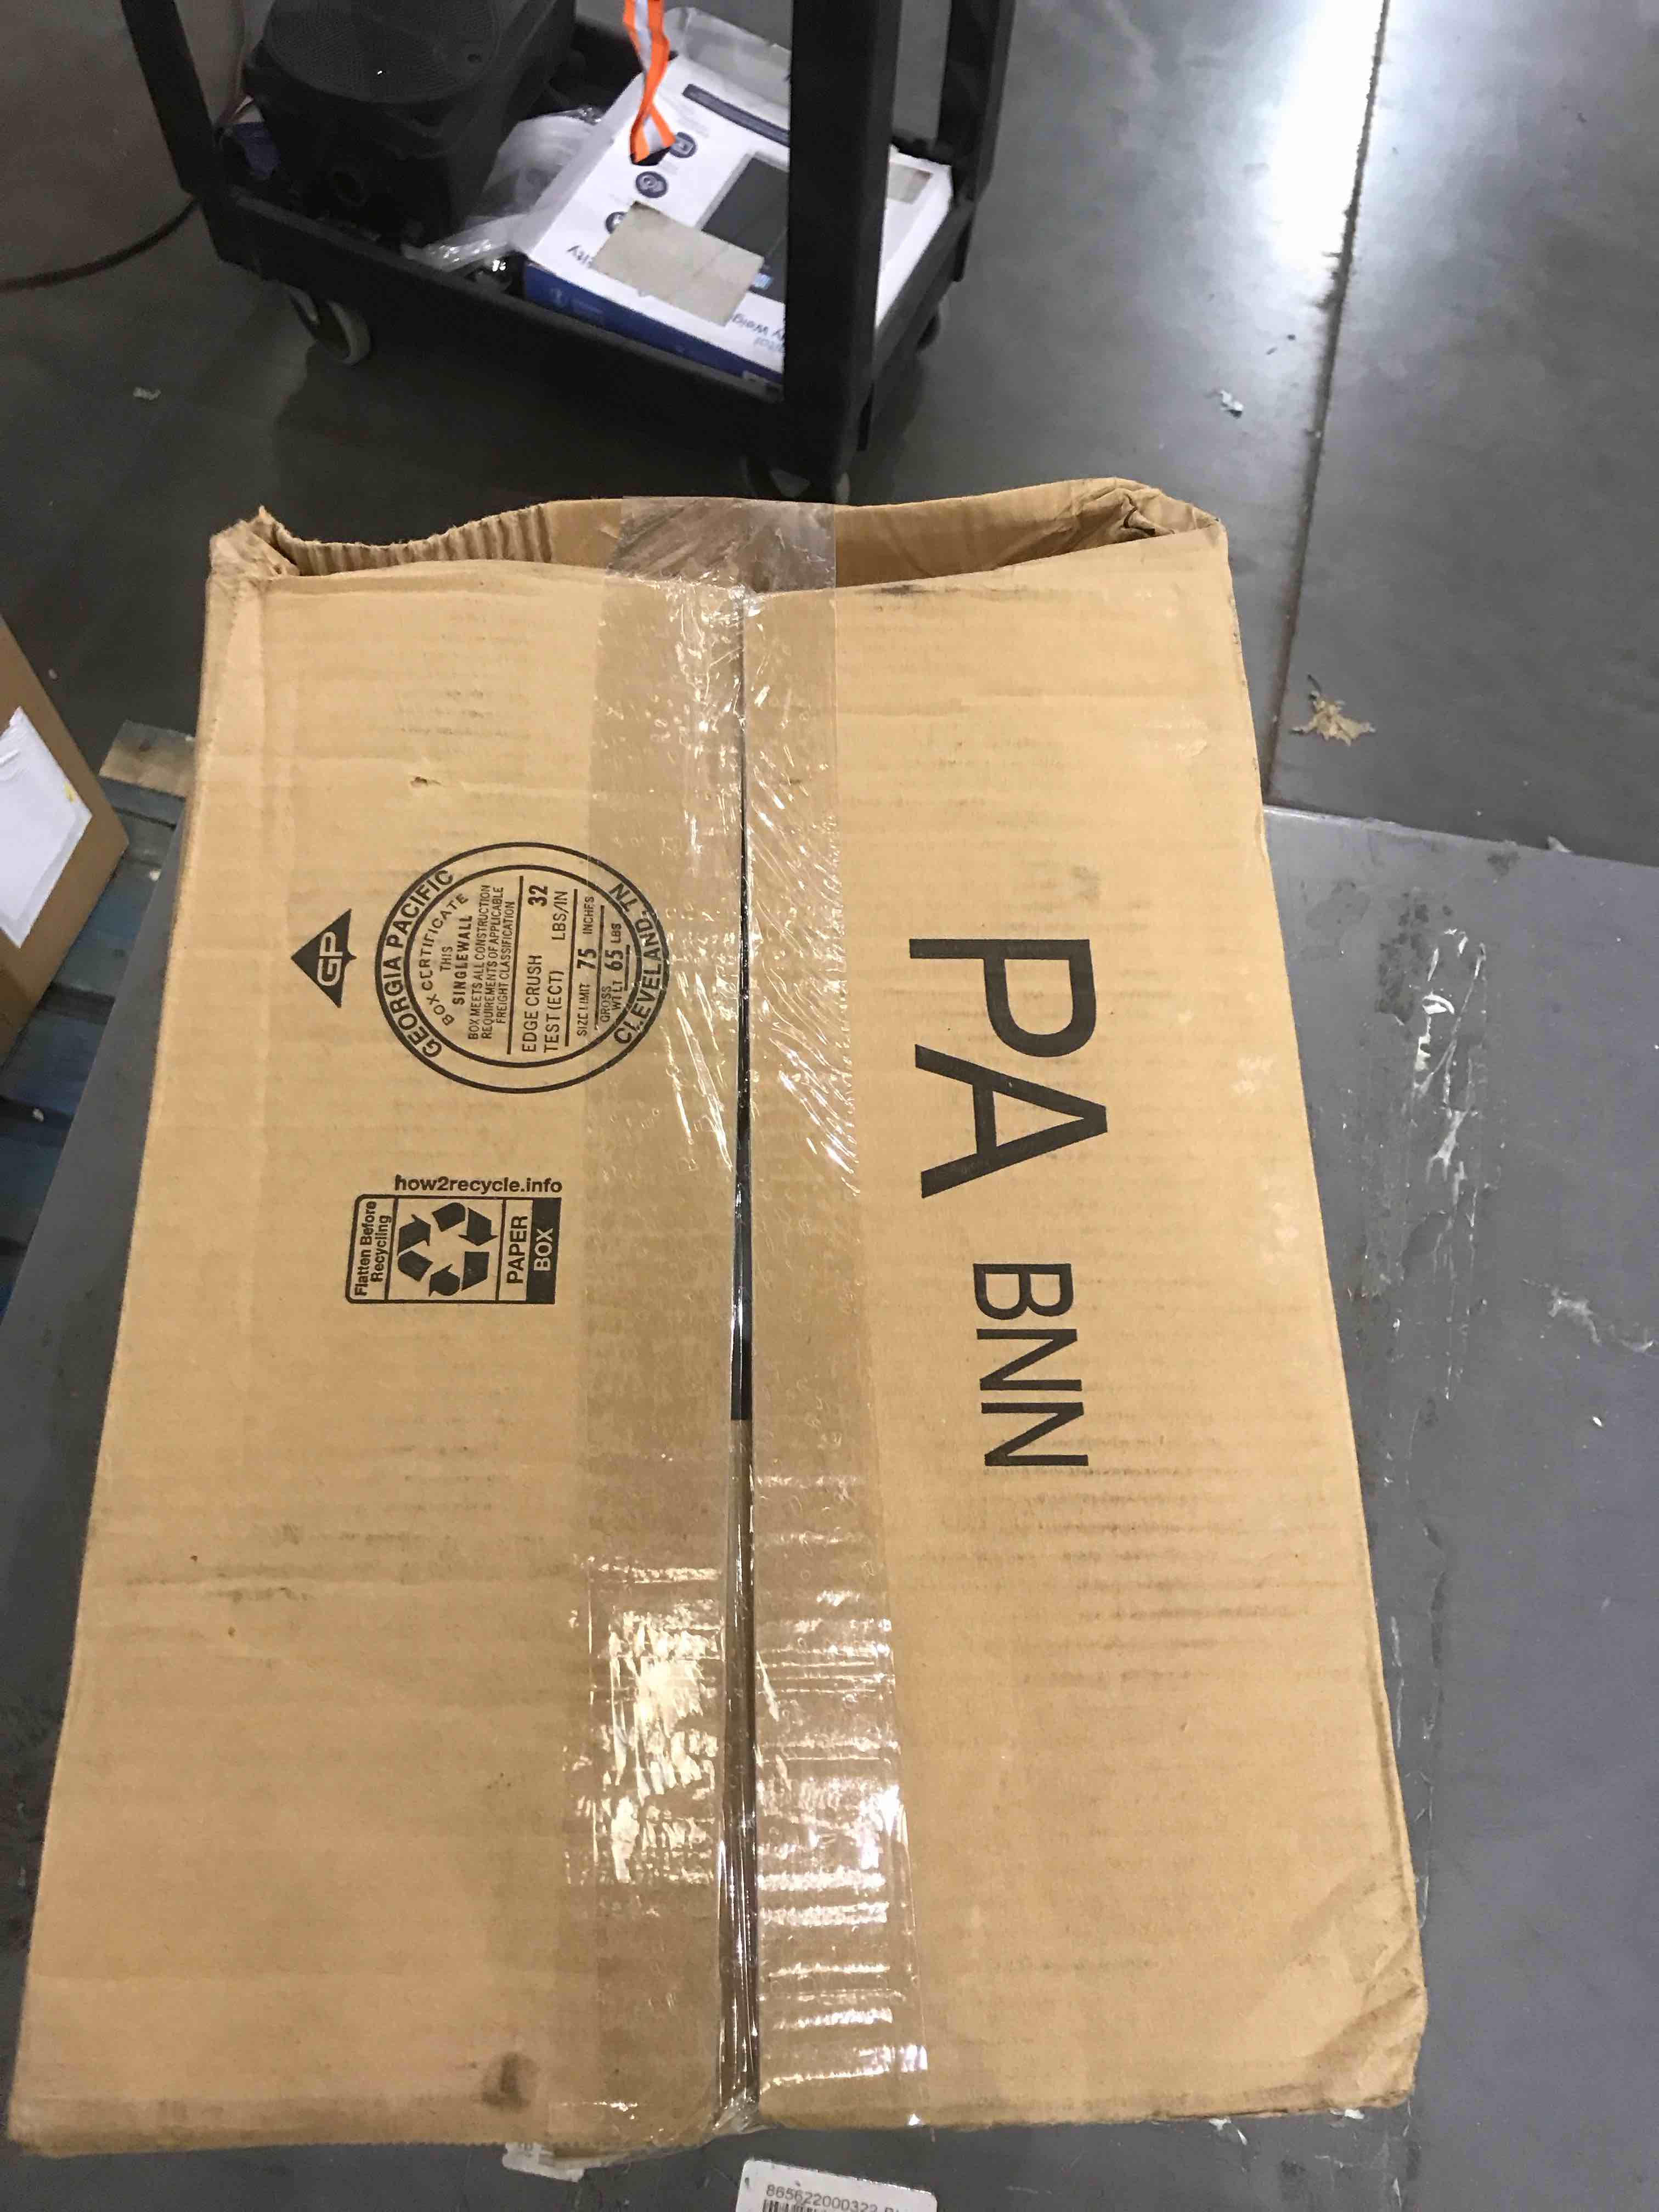 GP
GEORGIA PACIFIC
BOX CERTIFICATE
THIS
SINGLEWALL
BOX MEETS ALL CONSTRUCTION
REQUIREMENTS OF APPLICABLE
FREIGHT CLASSIFICATION
EDGE CRUSH
TEST (ECT) 32 LBS/IN
SIZE LIMIT 75 INCHES
GROSS
WT LT 65 LBS
CLEVELAND, TN
how2recycle.info
Flatten Before
Recycling
PAPER
BOX
PA BNN